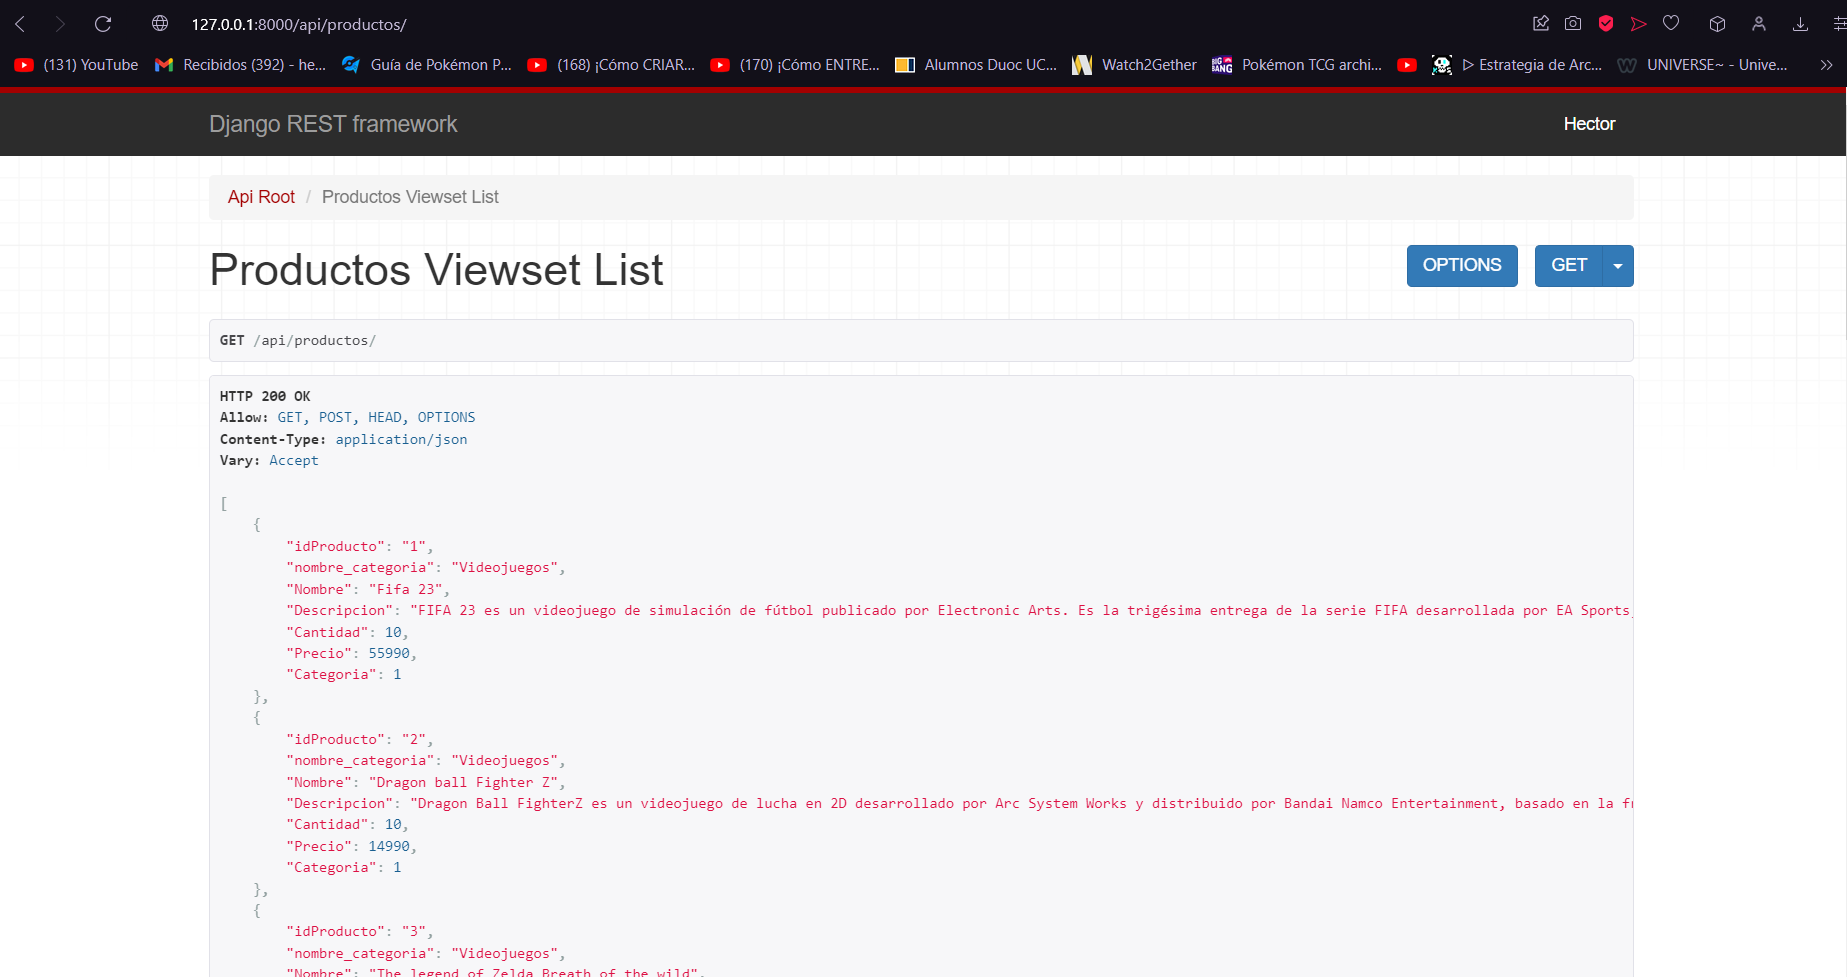 127.0.0.1:8000/api/productos/
(131) YouTube Recibidos (392) - he... Guía de Pokémon P... (168) ¡Cómo CRIAR... (170) ¡Cómo ENTRE... Alumnos Duoc UC... Watch2Gether BIG BANG Pokémon TCG archi... ▷ Estrategia de Arc... UNIVERSE~ - Unive...
Django REST framework Hector
Api Root / Productos Viewset List
Productos Viewset List OPTIONS GET
GET /api/productos/
HTTP 200 OK
Allow: GET, POST, HEAD, OPTIONS
Content-Type: application/json
Vary: Accept
[
{
"idProducto": "1",
"nombre_categoria": "Videojuegos",
"Nombre": "Fifa 23",
"Descripcion": "FIFA 23 es un videojuego de simulación de fútbol publicado por Electronic Arts. Es la trigésima entrega de la serie FIFA desarrollada por EA Sports,
"Cantidad": 10,
"Precio": 55990,
"Categoria": 1
},
{
"idProducto": "2",
"nombre_categoria": "Videojuegos",
"Nombre": "Dragon ball Fighter Z",
"Descripcion": "Dragon Ball FighterZ es un videojuego de lucha en 2D desarrollado por Arc System Works y distribuido por Bandai Namco Entertainment, basado en la fr
"Cantidad": 10,
"Precio": 14990,
"Categoria": 1
},
{
"idProducto": "3",
"nombre_categoria": "Videojuegos",
"Nombre": "The legend of Zelda Breath of the wild",